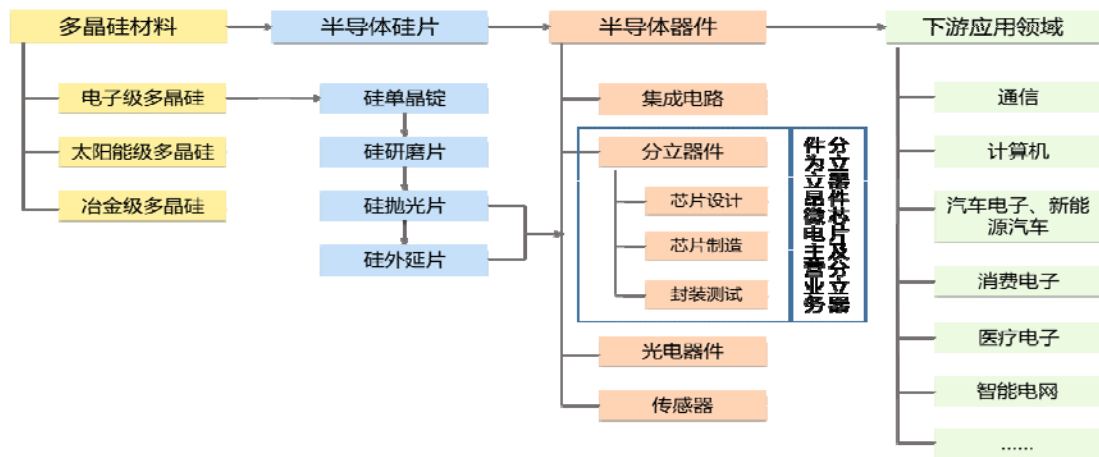 多晶硅材料
电子级多晶硅
太阳能级多晶硅
冶金级多晶硅
半导体硅片
硅单晶锭
硅研磨片
硅抛光片
硅外延片
半导体器件
集成电路
分立器件
芯片设计
芯片制造
封装测试
分立器件芯片及分立器
件为立昂微电主营业务
光电器件
传感器
下游应用领域
通信
计算机
汽车电子、新能
源汽车
消费电子
医疗电子
智能电网
……